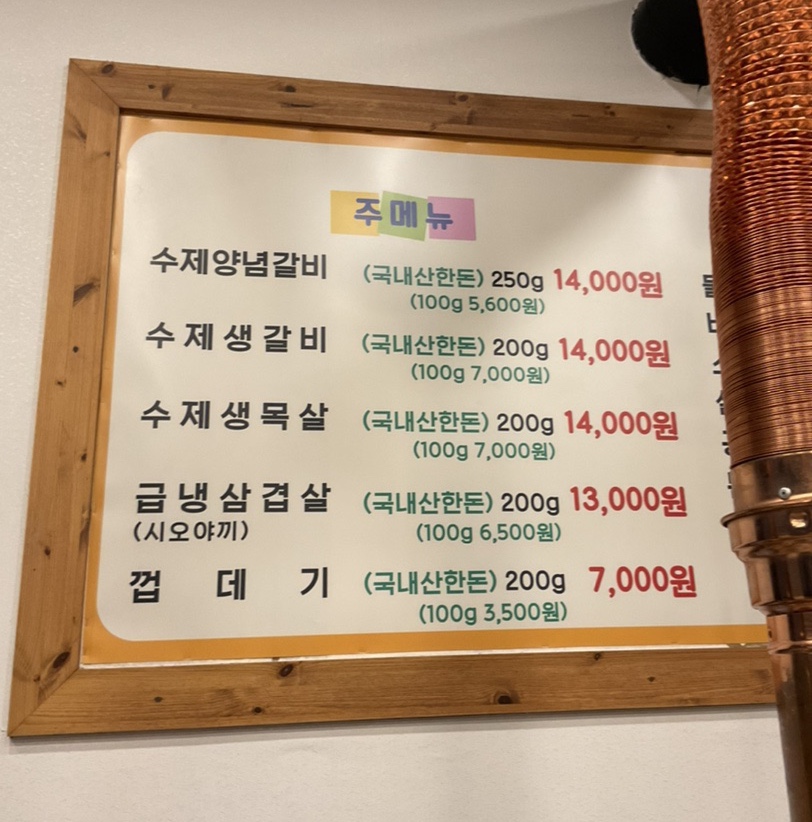 주메뉴
수제양념갈비 (국내산한돈) 250g 14,000원
(100g 5,600원)
수제생갈비 (국내산한돈) 200g 14,000원
(100g 7,000원)
수제생목살 (국내산한돈) 200g 14,000원
(100g 7,000원)
급냉삼겹살 (국내산한돈) 200g 13,000원
(시오야끼) (100g 6,500원)
껍데기 (국내산한돈) 200g 7,000원
(100g 3,500원)